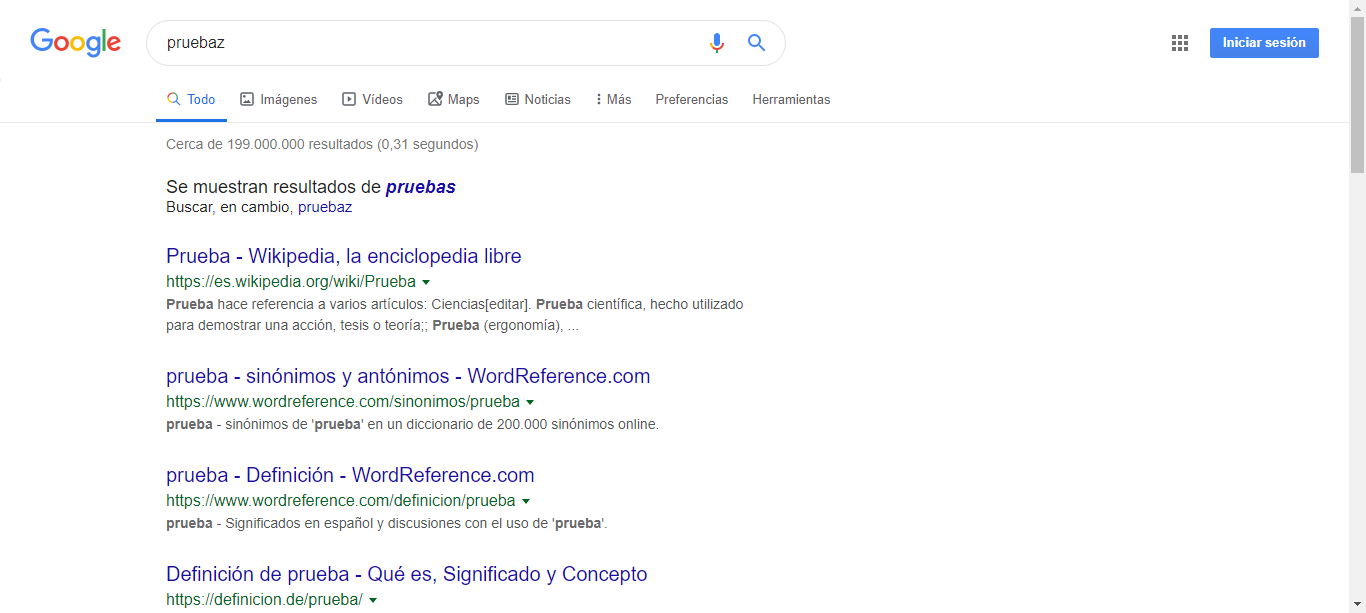 Google
pruebaz
Iniciar sesión
Todo Imágenes Vídeos Maps Noticias Más Preferencias Herramientas
Cerca de 199.000.000 resultados (0,31 segundos)
Se muestran resultados de pruebas
Buscar, en cambio, pruebaz
Prueba - Wikipedia, la enciclopedia libre
https://es.wikipedia.org/wiki/Prueba
Prueba hace referencia a varios artículos: Ciencias[editar]. Prueba científica, hecho utilizado
para demostrar una acción, tesis o teoría;; Prueba (ergonomía), ...
prueba - sinónimos y antónimos - WordReference.com
https://www.wordreference.com/sinonimos/prueba
prueba - sinónimos de 'prueba' en un diccionario de 200.000 sinónimos online.
prueba - Definición - WordReference.com
https://www.wordreference.com/definicion/prueba
prueba - Significados en español y discusiones con el uso de 'prueba'.
Definición de prueba - Qué es, Significado y Concepto
https://definicion.de/prueba/